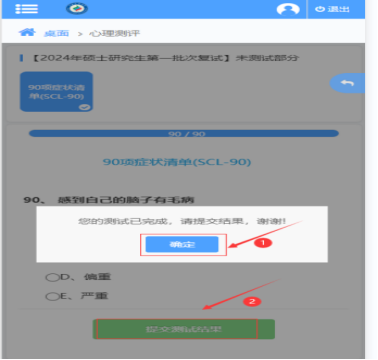 退出
桌面 > 心理测评
【2024年硕士研究生第一批次复试】未测试部分
90项症状清
单(SCL-90)
90 / 90
90项症状清单(SCL-90)
90、 感到自己的脑子有毛病
您的测试已完成，请提交结果，谢谢!
确定
1
D、偏重
E、严重
2
提交测试结果